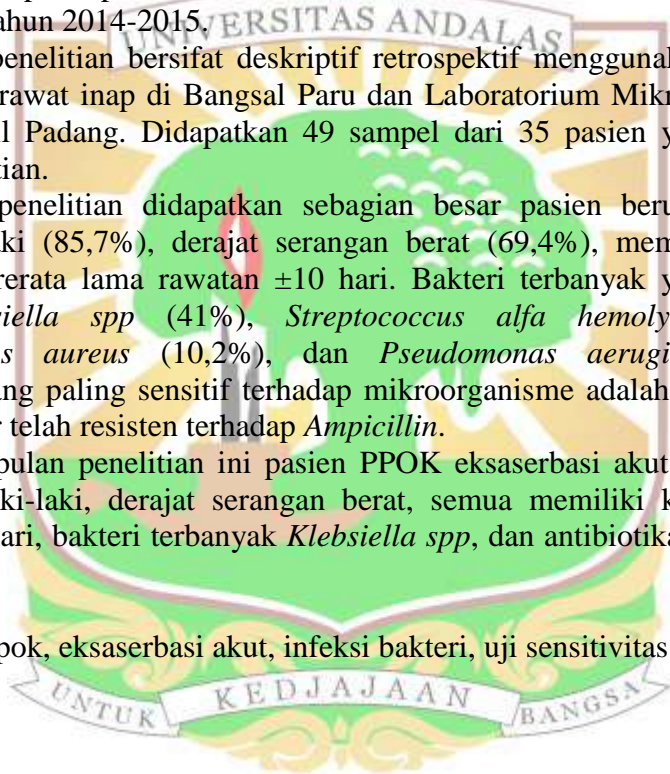 ahun 2014-2015.
UNIVERSITAS ANDALAS
penelitian bersifat deskriptif retrospektif menggunal
rawat inap di Bangsal Paru dan Laboratorium Mikr
l Padang. Didapatkan 49 sampel dari 35 pasien y
tian.
penelitian didapatkan sebagian besar pasien beru
ki (85,7%), derajat serangan berat (69,4%), mem
rerata lama rawatan ±10 hari. Bakteri terbanyak y
siella spp (41%), Streptococcus alfa hemoly
s aureus (10,2%), dan Pseudomonas aerugi
ng paling sensitif terhadap mikroorganisme adalah
r telah resisten terhadap Ampicillin.
pulan penelitian ini pasien PPOK eksaserbasi akut
ki-laki, derajat serangan berat, semua memiliki k
ari, bakteri terbanyak Klebsiella spp, dan antibiotika
pok, eksaserbasi akut, infeksi bakteri, uji sensitivitas
UNTUK KEDJAJAAN BANGSA